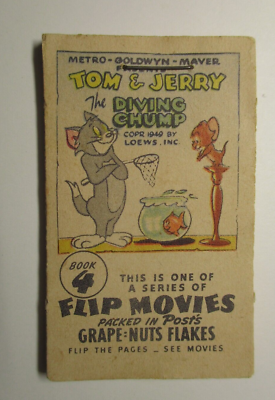 METRO-GOLDWYN-MAYER
PRESENTS
TOM & JERRY
The DIVING
CHUMP
COPR 1949 BY
LOEWS, INC.
BOOK
4
THIS IS ONE OF
A SERIES OF
FLIP MOVIES
PACKED IN Post's
GRAPE-NUTS FLAKES
FLIP THE PAGES - SEE MOVIES